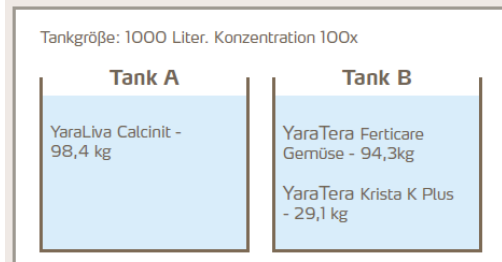 Tankgröβe: 1000 Liter. Konzentration 100x
Tank A
YaraLiva Calcinit -
98,4 kg
Tank B
YaraTera Ferticare
Gemüse - 94,3kg
YaraTera Krista K Plus
- 29,1 kg